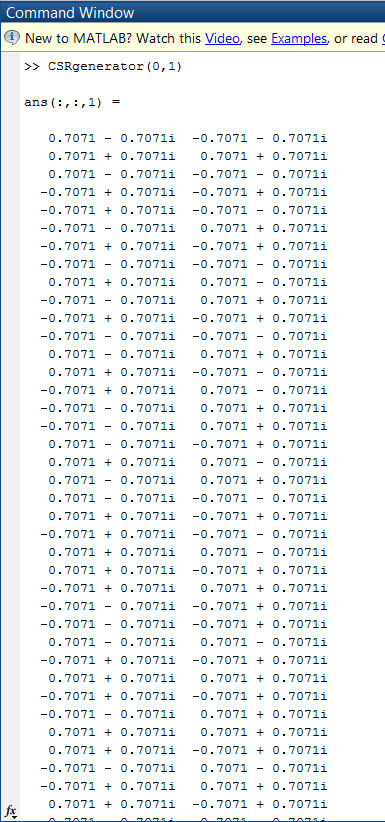 Command Window
New to MATLAB? Watch this Video, see Examples, or read
>> CSRgenerator(0,1)
ans(:,:,1) =
0.7071 - 0.7071i -0.7071 - 0.7071i
0.7071 + 0.7071i 0.7071 + 0.7071i
0.7071 - 0.7071i -0.7071 - 0.7071i
-0.7071 + 0.7071i 0.7071 + 0.7071i
-0.7071 + 0.7071i -0.7071 - 0.7071i
-0.7071 - 0.7071i 0.7071 + 0.7071i
-0.7071 + 0.7071i -0.7071 + 0.7071i
-0.7071 - 0.7071i -0.7071 - 0.7071i
0.7071 + 0.7071i 0.7071 - 0.7071i
-0.7071 - 0.7071i 0.7071 + 0.7071i
-0.7071 + 0.7071i -0.7071 + 0.7071i
-0.7071 - 0.7071i -0.7071 - 0.7071i
0.7071 - 0.7071i 0.7071 + 0.7071i
0.7071 + 0.7071i -0.7071 - 0.7071i
-0.7071 + 0.7071i 0.7071 - 0.7071i
-0.7071 - 0.7071i 0.7071 + 0.7071i
-0.7071 - 0.7071i 0.7071 + 0.7071i
0.7071 - 0.7071i -0.7071 + 0.7071i
0.7071 + 0.7071i 0.7071 - 0.7071i
0.7071 - 0.7071i -0.7071 - 0.7071i
0.7071 + 0.7071i -0.7071 + 0.7071i
-0.7071 + 0.7071i -0.7071 - 0.7071i
-0.7071 + 0.7071i 0.7071 - 0.7071i
0.7071 + 0.7071i -0.7071 + 0.7071i
-0.7071 + 0.7071i 0.7071 + 0.7071i
-0.7071 - 0.7071i -0.7071 + 0.7071i
-0.7071 - 0.7071i -0.7071 + 0.7071i
0.7071 - 0.7071i 0.7071 - 0.7071i
-0.7071 + 0.7071i -0.7071 + 0.7071i
0.7071 + 0.7071i 0.7071 + 0.7071i
0.7071 + 0.7071i -0.7071 + 0.7071i
-0.7071 - 0.7071i 0.7071 + 0.7071i
0.7071 + 0.7071i 0.7071 + 0.7071i
0.7071 + 0.7071i -0.7071 + 0.7071i
-0.7071 - 0.7071i 0.7071 - 0.7071i
-0.7071 + 0.7071i 0.7071 + 0.7071i
0.7071 + 0.7071i -0.7071 + 0.7071i
fx